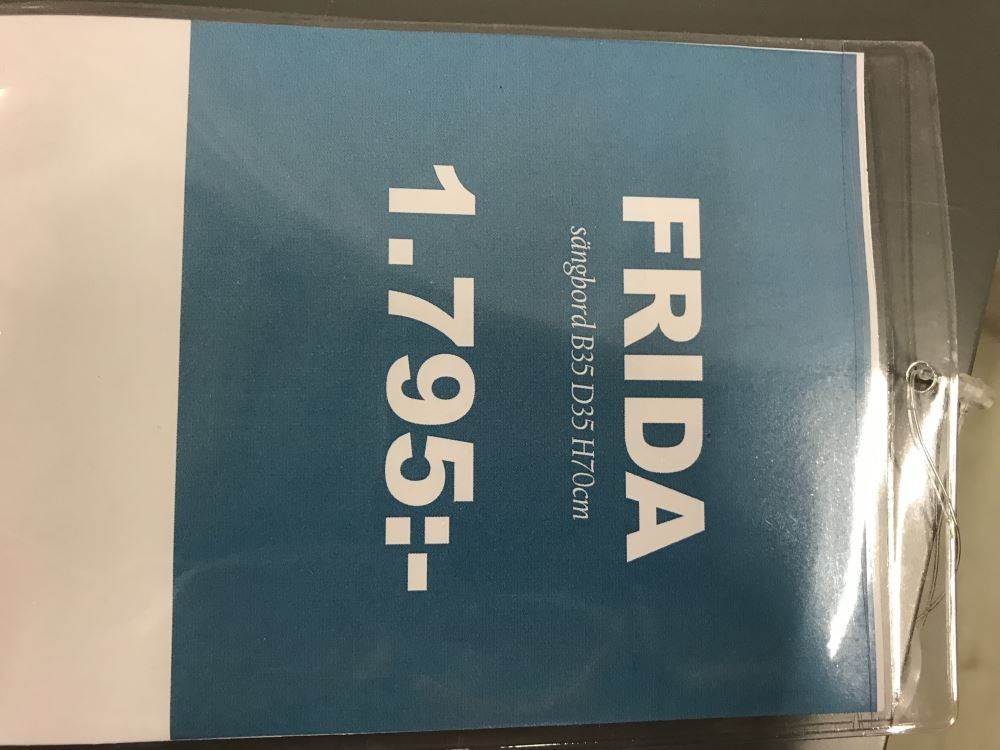 FRIDA
sängbord B35 D35 H70cm
1.795:-